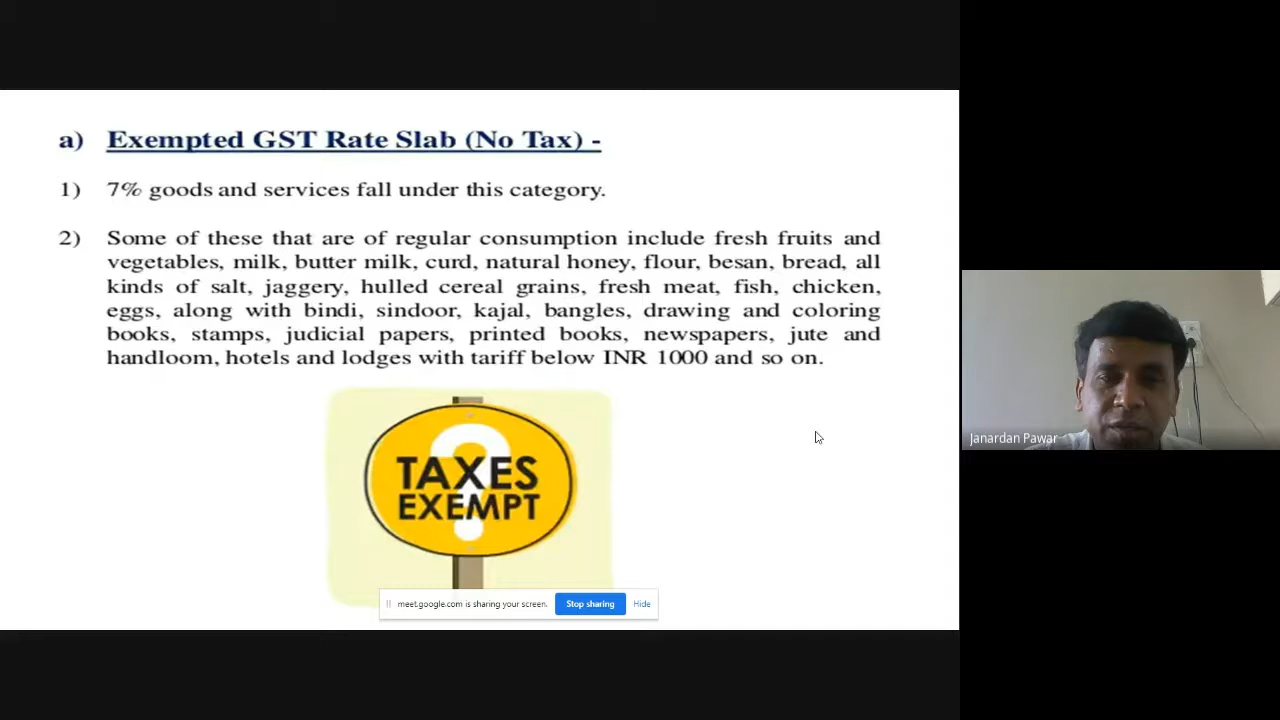 a) Exempted GST Rate Slab (No Tax) -
1) 7% goods and services fall under this category.
2) Some of these that are of regular consumption include fresh fruits and
vegetables, milk, butter milk, curd, natural honey, flour, besan, bread, all
kinds of salt, jaggery, hulled cereal grains, fresh meat, fish, chicken,
eggs, along with bindi, sindoor, kajal, bangles, drawing and coloring
books, stamps, judicial papers, printed books, newspapers, jute and
handloom, hotels and lodges with tariff below INR 1000 and so on.
TAXES
EXEMPT
meet.google.com is sharing your screen. Stop sharing Hide
Janardan Pawar